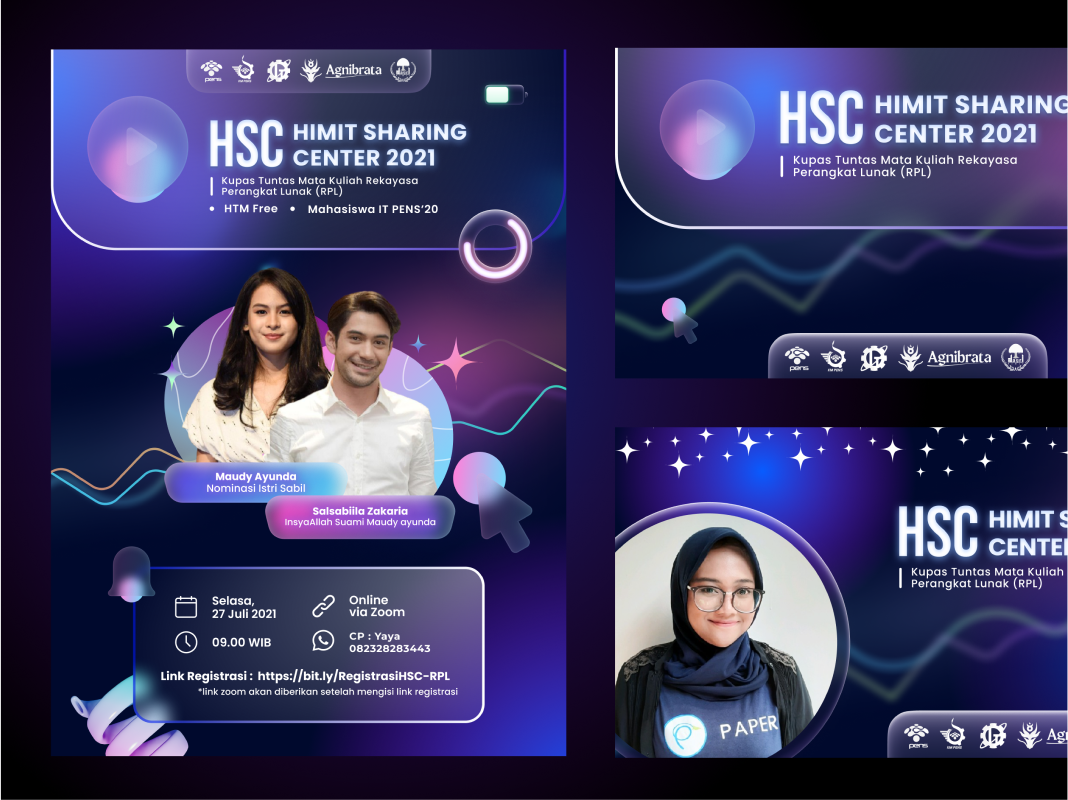 pens
HIMA PENS
Agnibrata
HSC
HIMIT SHARING
CENTER 2021
Kupas Tuntas Mata Kuliah Rekayasa
Perangkat Lunak (RPL)
• HTM Free • Mahasiswa IT PENS'20
Maudy Ayunda
Nominasi Istri Sabil
Salsabiila Zakaria
InsyaAllah Suami Maudy ayunda
Selasa,
27 Juli 2021
Online
via Zoom
09.00 WIB
CP : Yaya
082328283443
Link Registrasi : https://bit.ly/RegistrasiHSC-RPL
*link zoom akan diberikan setelah mengisi link registrasi
HSC
HIMIT SHARING
CENTER 2021
Kupas Tuntas Mata Kuliah Rekayasa
Perangkat Lunak (RPL)
pens
Agnibrata
HSC
HIMIT S
CENTE
Kupas Tuntas Mata Kuliah
Perangkat Lunak (RPL)
PAPER
pens
Ag